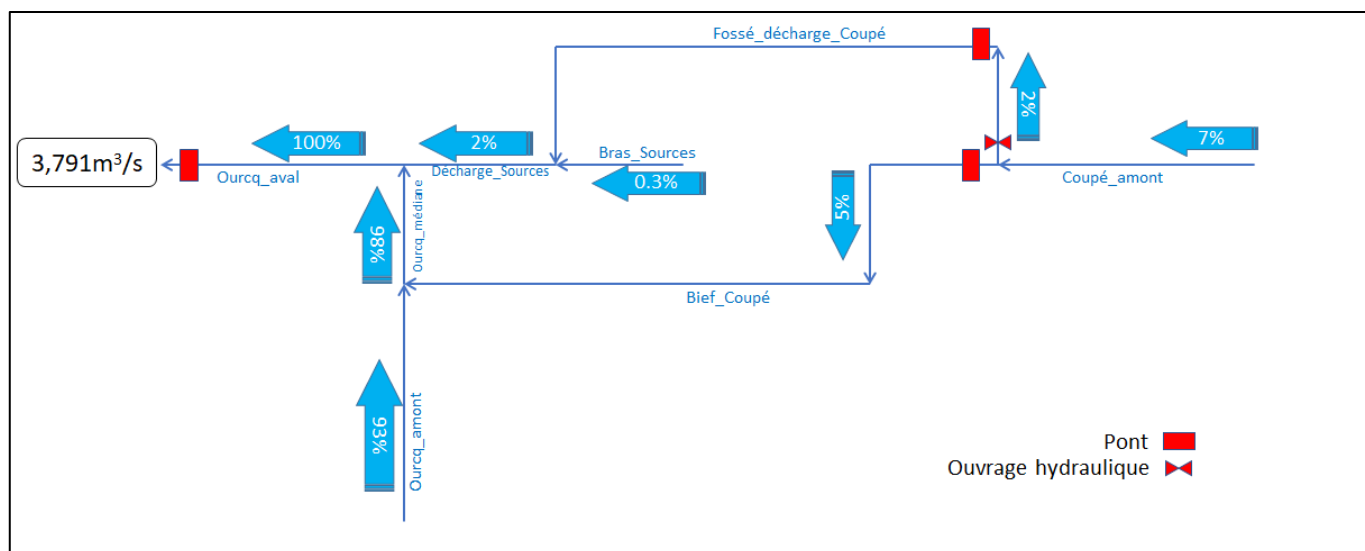 Fossé_décharge_Coupé
2%
3,791m³/s
100%
2%
Bras_Sources
7%
Ourcq_aval
Décharge_Sources
0.3%
Coupé_amont
98%
Ourcq_médiane
5%
Bief_Coupé
93%
Ourcq_amont
Pont
Ouvrage hydraulique